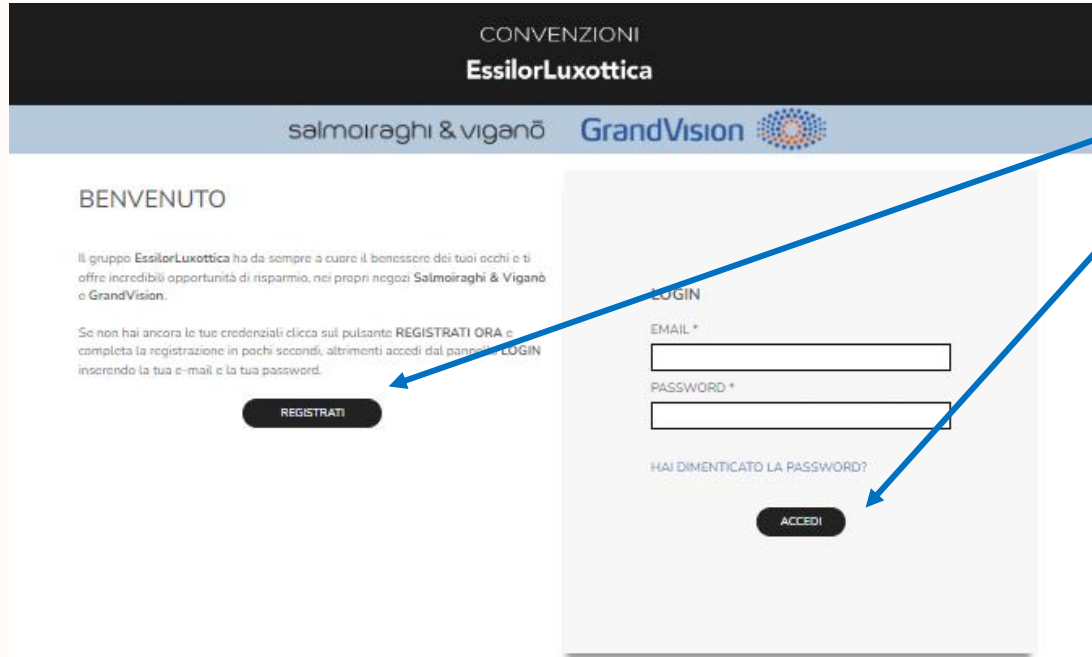 CONVENZIONI
EssilorLuxottica
salmoiraghi & viganò GrandVision
BENVENUTO
Il gruppo EssilorLuxottica ha da sempre a cuore il benessere dei tuoi occhi e ti
offre incredibili opportunità di risparmio, nei propri negozi Salmoiraghi & Viganò
e GrandVision.
Se non hai ancora le tue credenziali clicca sul pulsante REGISTRATI ORA e
completa la registrazione in pochi secondi, altrimenti accedi dal pannello LOGIN
inserendo la tua e-mail e la tua password.
REGISTRATI
LOGIN
EMAIL *
PASSWORD *
HAI DIMENTICATO LA PASSWORD?
ACCEDI